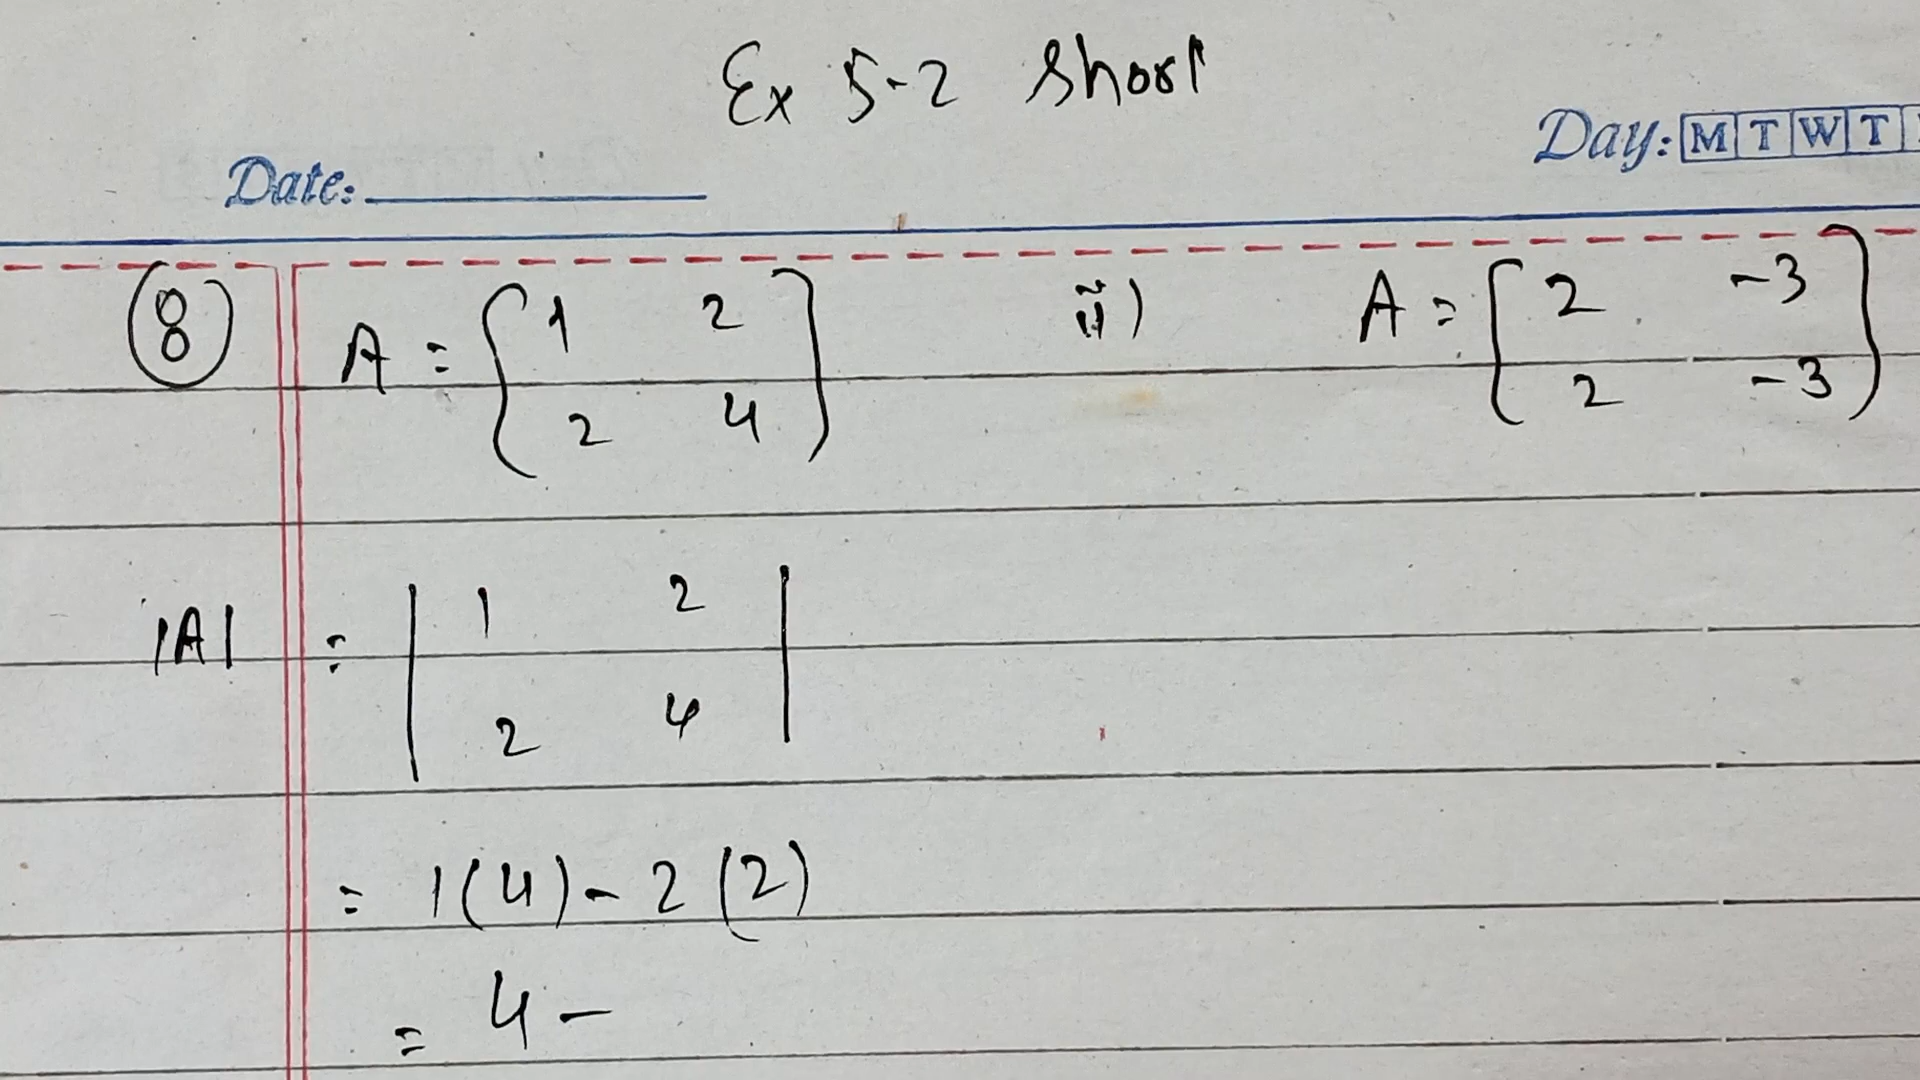 Ex 5-2 short
Date: Day: M T W T
8 A = [1 2 ii) A = [2 -3
2 4] 2 -3]
|A| = | 1 2
2 4 |
= 1(4) - 2(2)
= 4 -